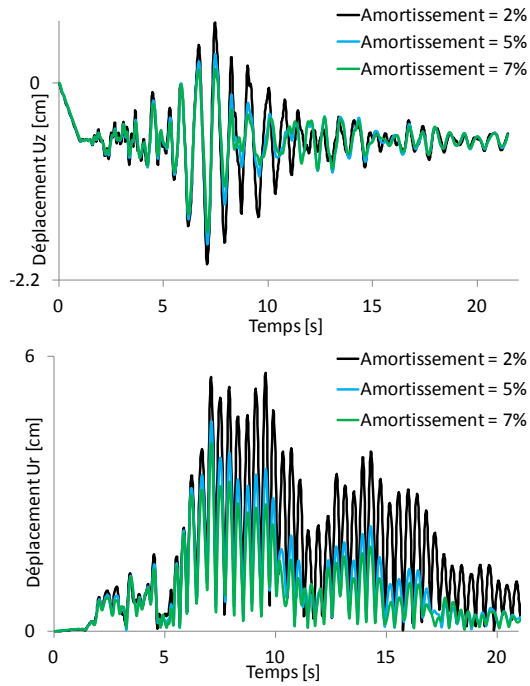 Amortissement = 2%
Amortissement = 5%
Amortissement = 7%
Déplacement Uz [cm]
0
-2.2
0 5 10 15 20
Temps [s]
6
Amortissement = 2%
Amortissement = 5%
Amortissement = 7%
Déplacement Ur [cm]
0
0 5 10 15 20
Temps [s]